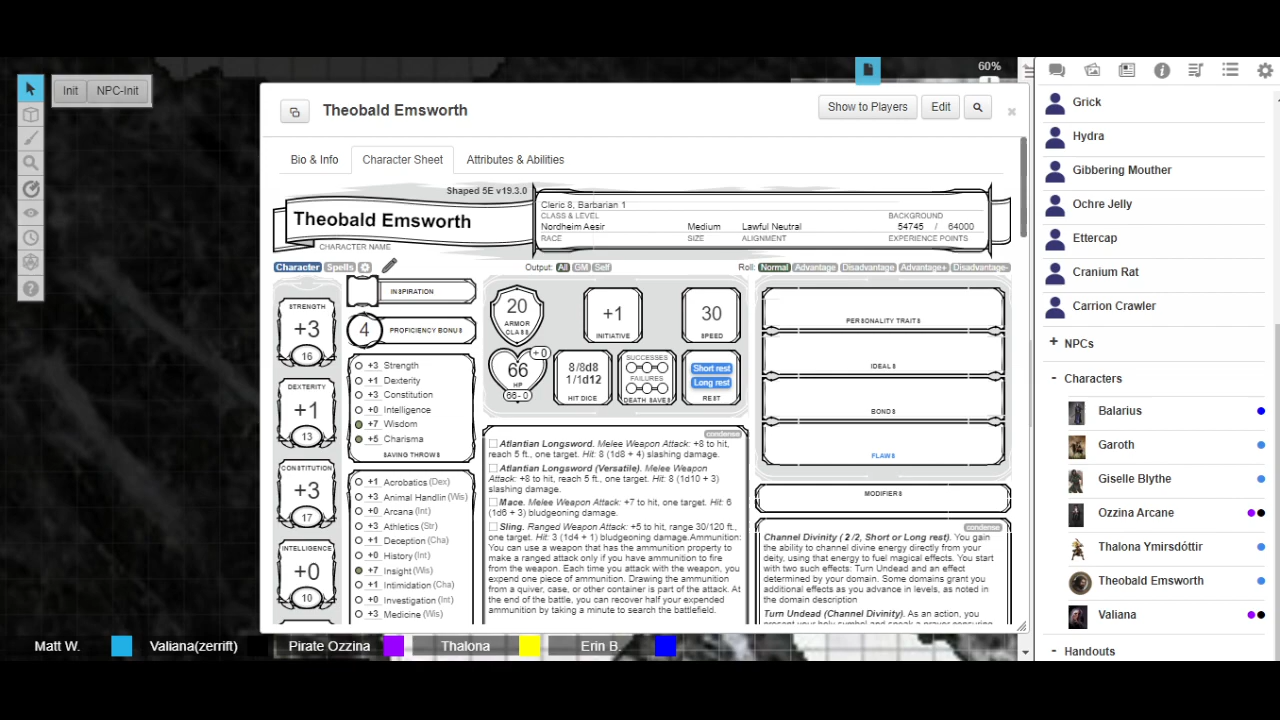 60%
Init
NPC-Init
Theobald Emsworth
Show to Players
Edit
Bio & Info
Character Sheet
Attributes & Abilities
Shaped 5E v19.3.0
Theobald Emsworth
CHARACTER NAME
Cleric 8, Barbarian 1
CLASS & LEVEL
BACKGROUND
Nordheim Aesir
Medium
Lawful Neutral
54745 / 64000
RACE
SIZE
ALIGNMENT
EXPERIENCE POINTS
Character
Spells
Output:
All
GM
Self
Roll:
Normal
Advantage
Disadvantage
Advantage+
Disadvantage-
STRENGTH
+3
16
DEXTERITY
+1
13
CONSTITUTION
+3
17
INTELLIGENCE
+0
10
INSPIRATION
4
PROFICIENCY BONUS
+3 Strength
+1 Dexterity
+3 Constitution
+0 Intelligence
+7 Wisdom
+5 Charisma
SAVING THROWS
+1 Acrobatics (Dex)
+3 Animal Handlin (Wis)
+0 Arcana (Int)
+3 Athletics (Str)
+1 Deception (Cha)
+0 History (Int)
+7 Insight (Wis)
+1 Intimidation (Cha)
+0 Investigation (Int)
+3 Medicine (Wis)
20
ARMOR
CLASS
+1
INITIATIVE
30
SPEED
+ 0
66
HP
66- 0
8/8d8
1/1d12
HIT DICE
SUCCESSES
FAILURES
DEATH SAVES
Short rest
Long rest
REST
condense
Atlantian Longsword. Melee Weapon Attack: +8 to hit,
reach 5 ft., one target. Hit: 8 (1d8 + 4) slashing damage.
Atlantian Longsword (Versatile). Melee Weapon
Attack: +8 to hit, reach 5 ft., one target. Hit: 8 (1d10 + 3)
slashing damage.
Mace. Melee Weapon Attack: +7 to hit, one target. Hit: 6
(1d6 + 3) bludgeoning damage.
Sling. Ranged Weapon Attack: +5 to hit, range 30/120 ft.,
one target. Hit: 3 (1d4 + 1) bludgeoning damage.Ammunition:
You can use a weapon that has the ammunition property to
make a ranged attack only if you have ammunition to fire
from the weapon. Each time you attack with the weapon, you
expend one piece of ammunition. Drawing the ammunition
from a quiver, case, or other container is part of the attack. At
the end of the battle, you can recover half your expended
ammunition by taking a minute to search the battlefield.
PERSONALITY TRAITS
IDEALS
BONDS
FLAWS
MODIFIERS
condense
Channel Divinity ( 2/2, Short or Long rest). You gain
the ability to channel divine energy directly from your
deity, using that energy to fuel magical effects. You start
with two such effects: Turn Undead and an effect
determined by your domain. Some domains grant you
additional effects as you advance in levels, as noted in
the domain description
Turn Undead (Channel Divinity). As an action, you
present your holy symbol and speak a prayer censuring
Grick
Hydra
Gibbering Mouther
Ochre Jelly
Ettercap
Cranium Rat
Carrion Crawler
+ NPCs
- Characters
Balarius
Garoth
Giselle Blythe
Ozzina Arcane
Thalona Ymirsdóttir
Theobald Emsworth
Valiana
- Handouts
Matt W.
Valiana(zerrift)
Pirate Ozzina
Thalona
Erin B.